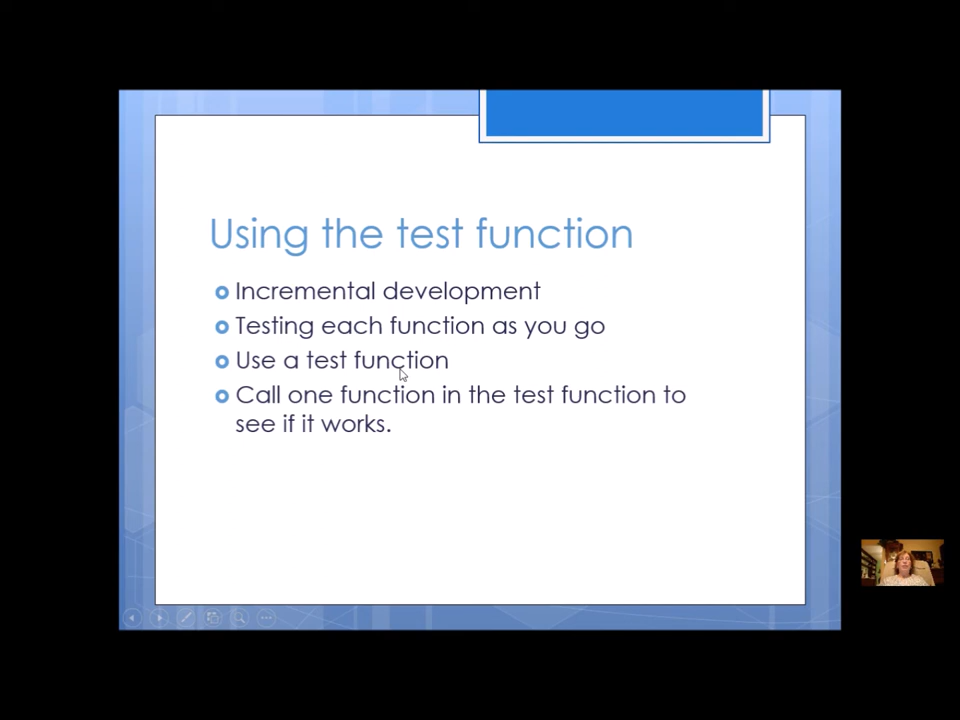 Using the test function
Incremental development
Testing each function as you go
Use a test function
Call one function in the test function to
see if it works.